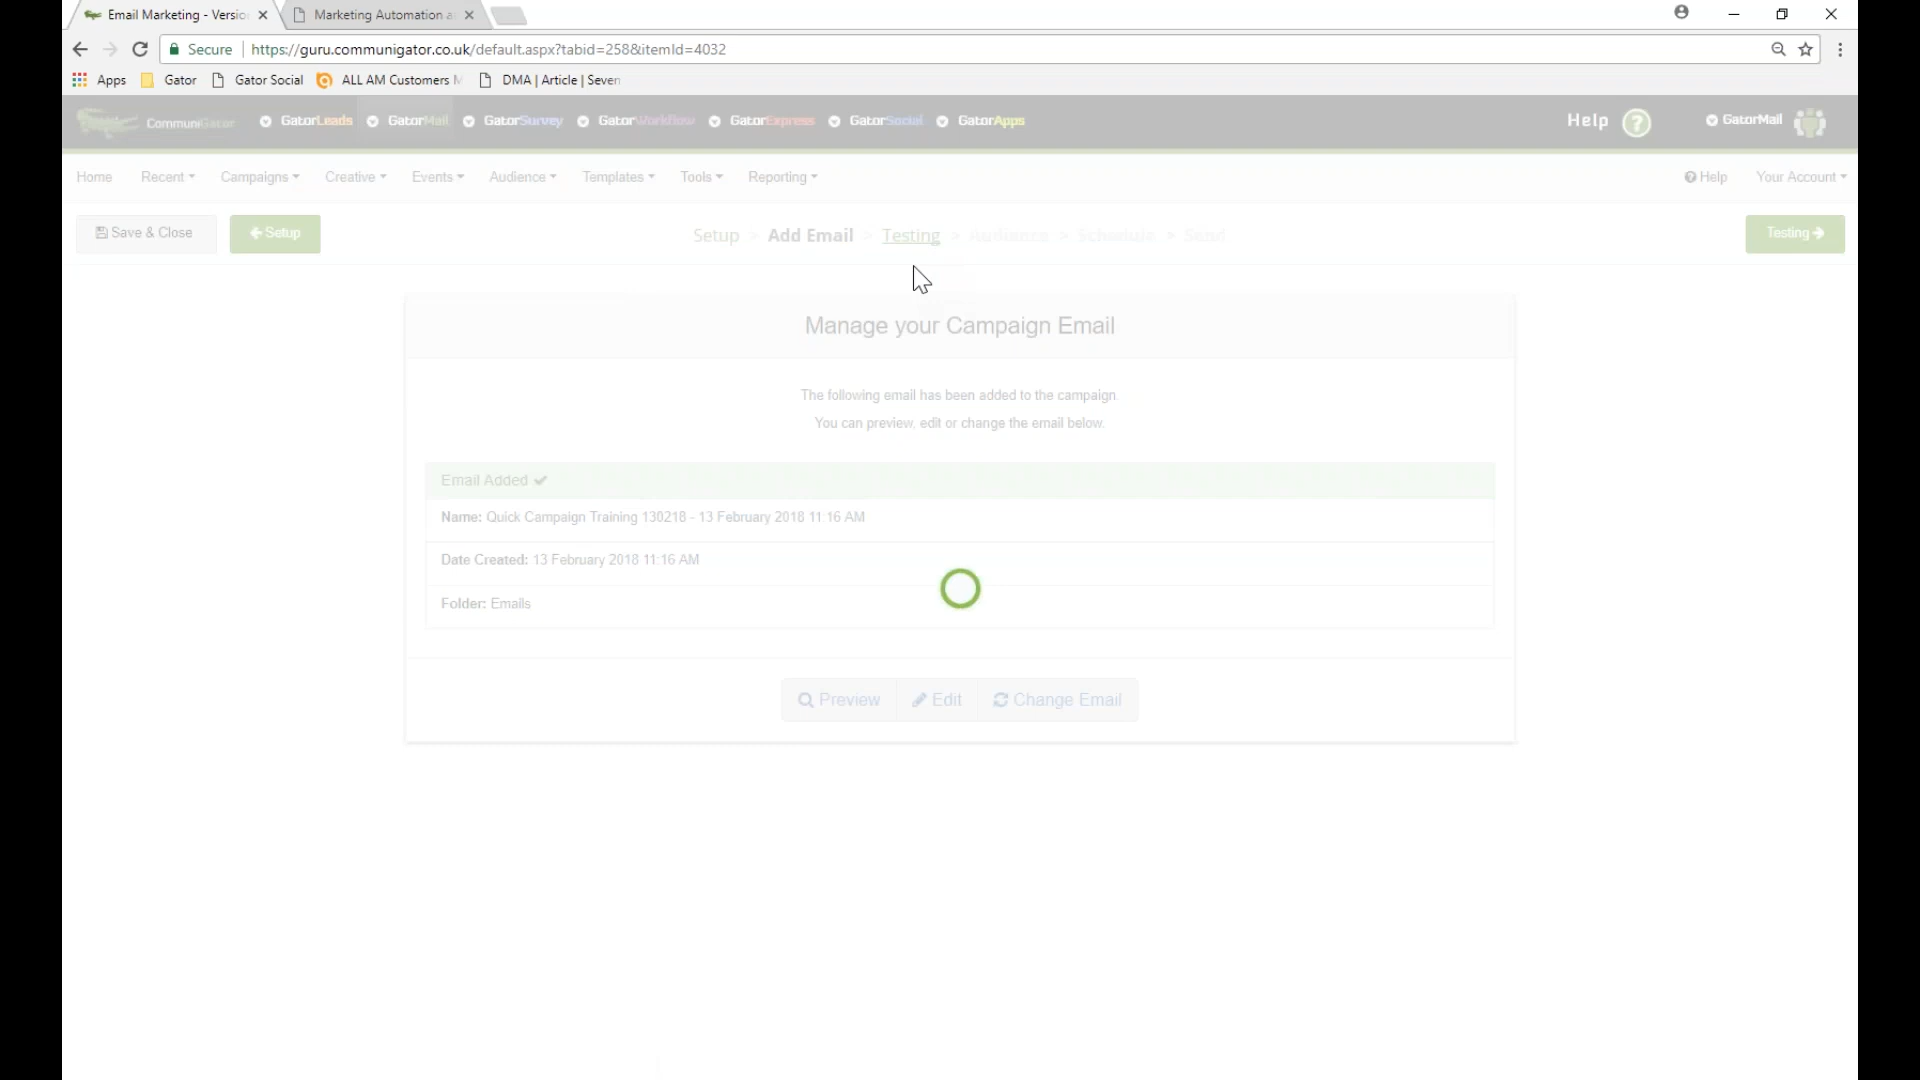 Email Marketing - Versio
Marketing Automation a
Secure
https://guru.communigator.co.uk/default.aspx?tabid=258&itemId=4032
Apps
Gator
Gator Social
ALL AM Customers M
DMA | Article | Seven
CommuniGator
GatorLeads
GatorMail
GatorSurvey
GatorWorkflow
GatorExpress
GatorSocial
GatorApps
Help ?
GatorMail
Home
Recent
Campaigns
Creative
Events
Audience
Templates
Tools
Reporting
Help
Your Account
Save & Close
Setup
Setup > Add Email > Testing > Audience > Schedule > Send
Testing
Manage your Campaign Email
The following email has been added to the campaign.
You can preview, edit or change the email below.
Email Added
Name: Quick Campaign Training 130218 - 13 February 2018 11 16 AM
Date Created: 13 February 2018 11:16 AM
Folder: Emails
Preview
Edit
Change Email